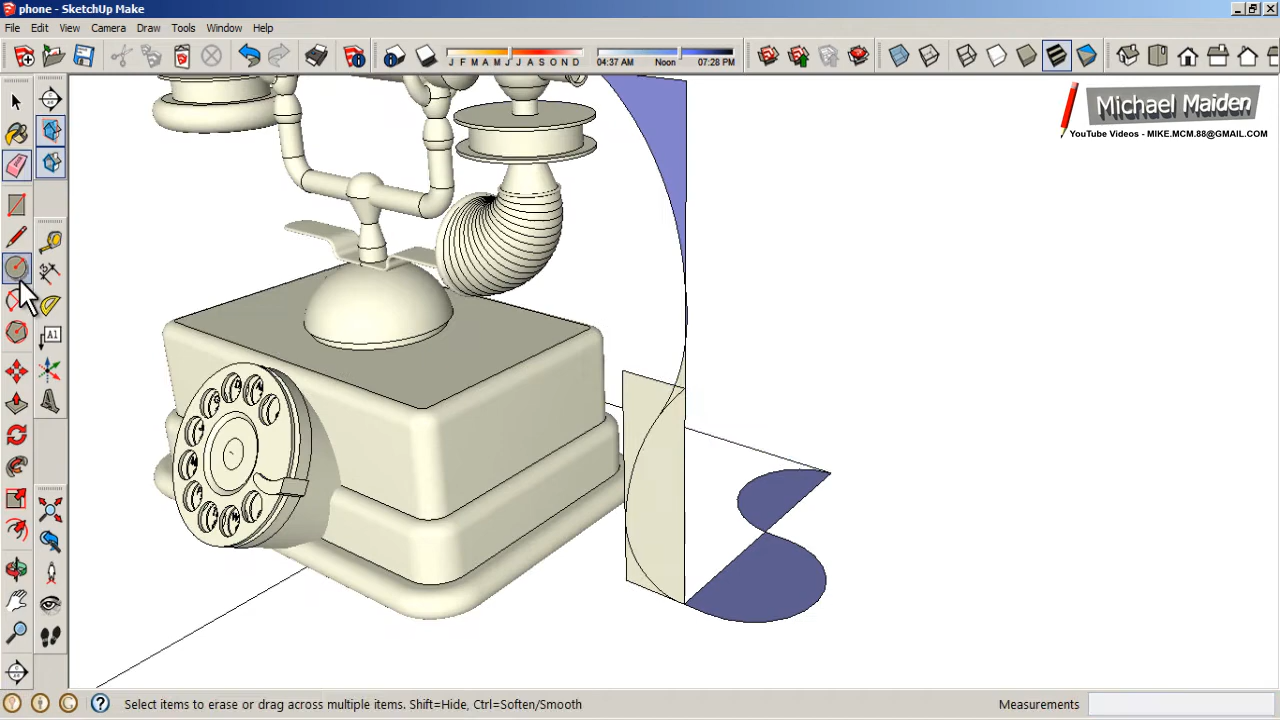 phone - SketchUp Make
File Edit View Camera Draw Tools Window Help
J F M A M J J A S O N D 04:37 AM Noon 07:28 PM
Michael Maiden
YouTube Videos - MIKE.MCM.88@GMAIL.COM
A1
Select items to erase or drag across multiple items. Shift=Hide, Ctrl=Soften/Smooth Measurements